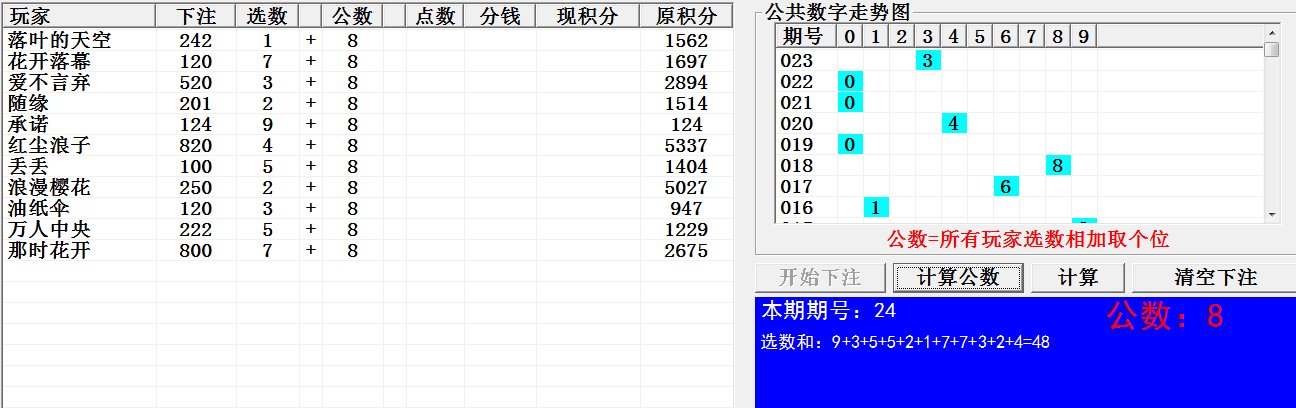 玩家 下注 选数 公数 点数 分钱 现积分 原积分
落叶的天空 242 1 + 8 1562
花开落幕 120 7 + 8 1697
爱不言弃 520 3 + 8 2894
随缘 201 2 + 8 1514
承诺 124 9 + 8 124
红尘浪子 820 4 + 8 5337
丢丢 100 5 + 8 1404
浪漫樱花 250 2 + 8 5027
油纸伞 120 3 + 8 947
万人中央 222 5 + 8 1229
那时花开 800 7 + 8 2675
公共数字走势图
期号 0 1 2 3 4 5 6 7 8 9
023 3
022 0
021 0
020 4
019 0
018 8
017 6
016 1
公数=所有玩家选数相加取个位
开始下注 计算公数 计算 清空下注
本期期号：24 公数：8
选数和：9+3+5+5+2+1+7+7+3+2+4=48